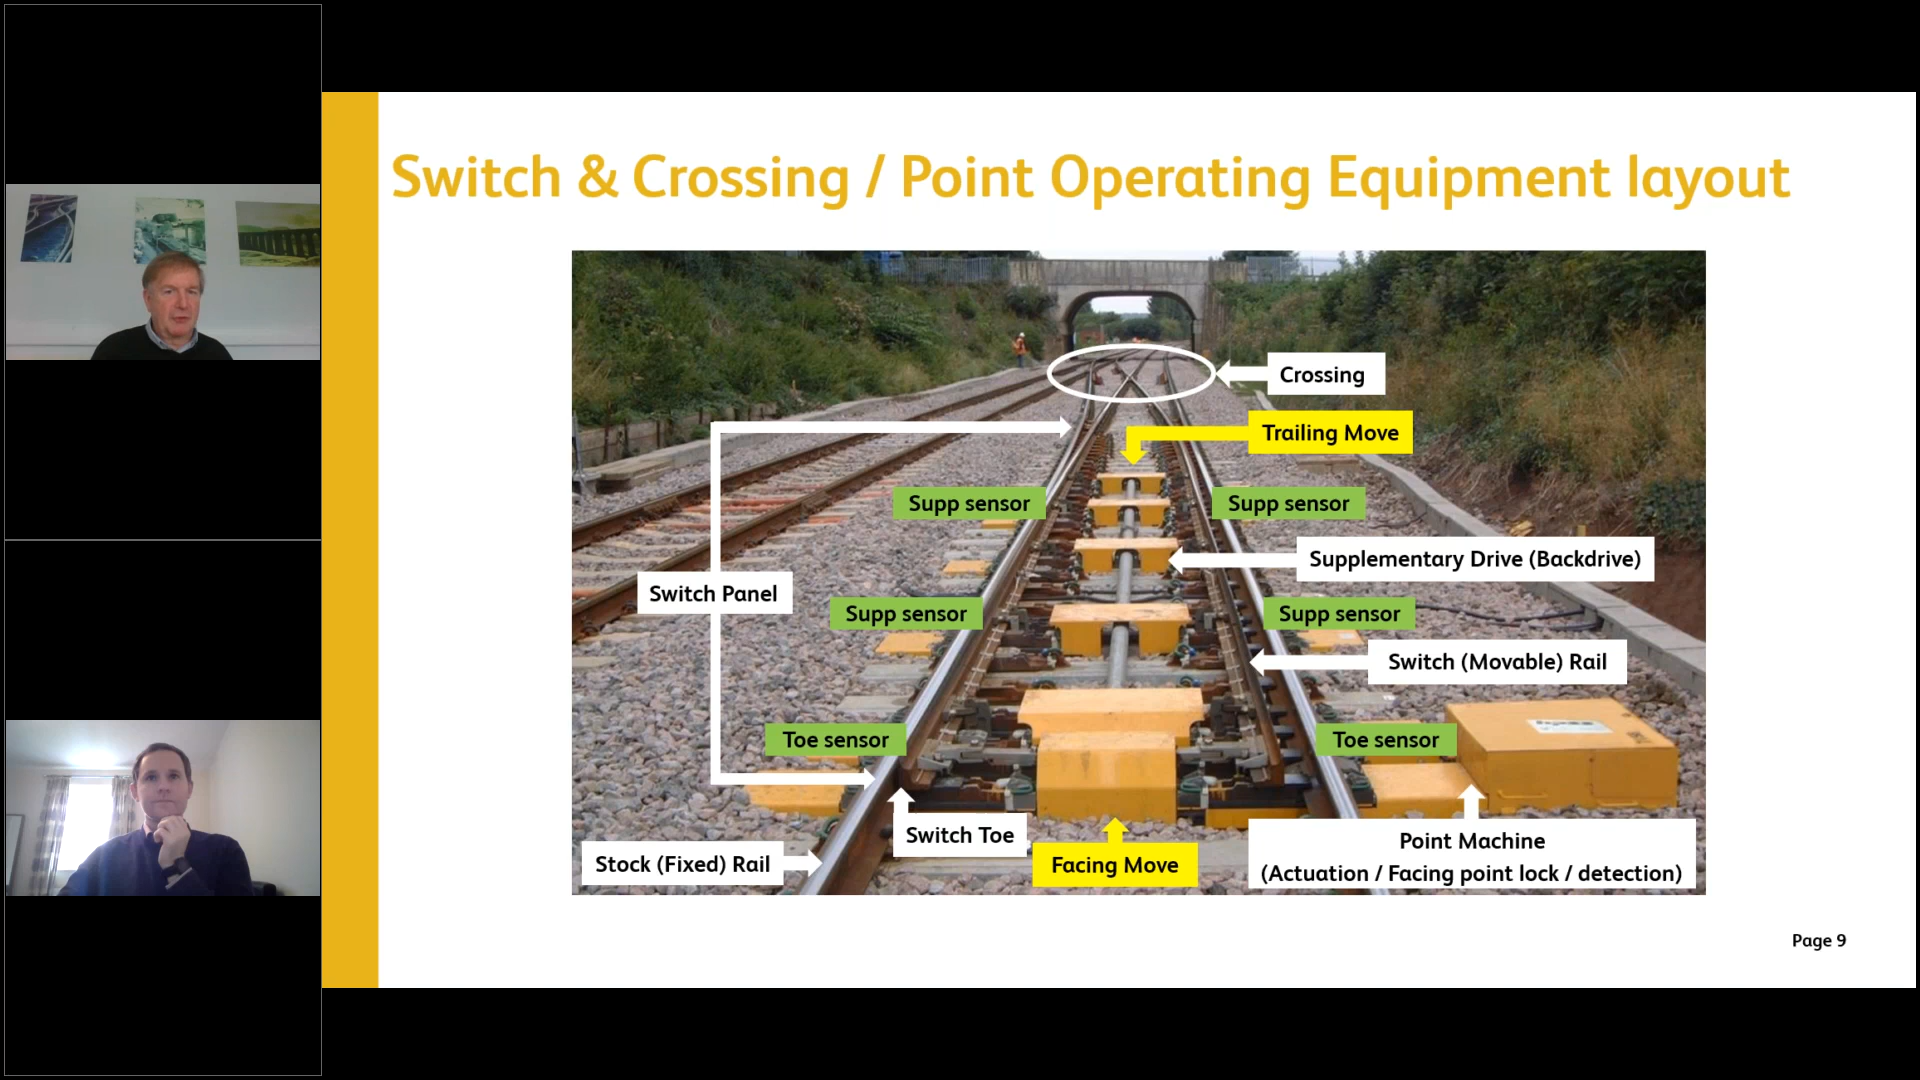 Switch & Crossing / Point Operating Equipment layout
Crossing
Trailing Move
Supp sensor
Supp sensor
Supplementary Drive (Backdrive)
Switch Panel
Supp sensor
Supp sensor
Switch (Movable) Rail
Toe sensor
Toe sensor
Switch Toe
Stock (Fixed) Rail
Facing Move
Point Machine
(Actuation / Facing point lock / detection)
Page 9